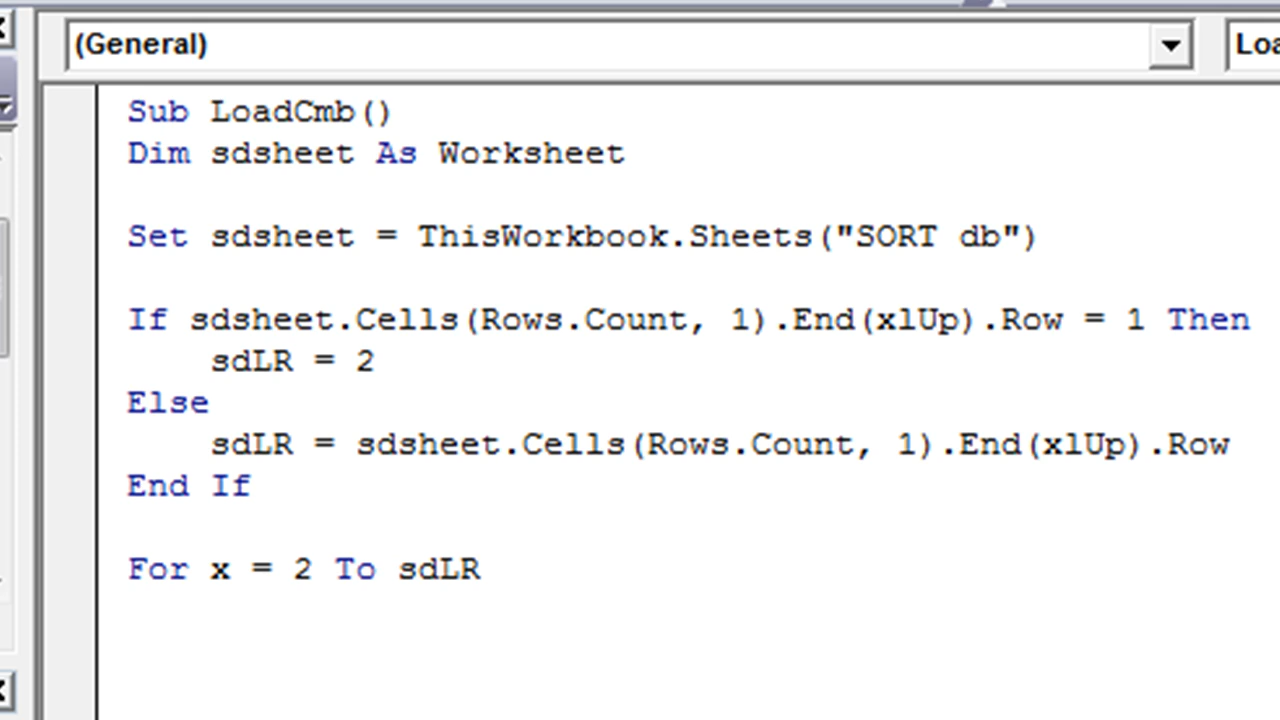 (General)
Sub LoadCmb()
Dim sdsheet As Worksheet
Set sdsheet = ThisWorkbook.Sheets("SORT db")
If sdsheet.Cells(Rows.Count, 1).End(xlUp).Row = 1 Then
sdLR = 2
Else
sdLR = sdsheet.Cells(Rows.Count, 1).End(xlUp).Row
End If
For x = 2 To sdLR